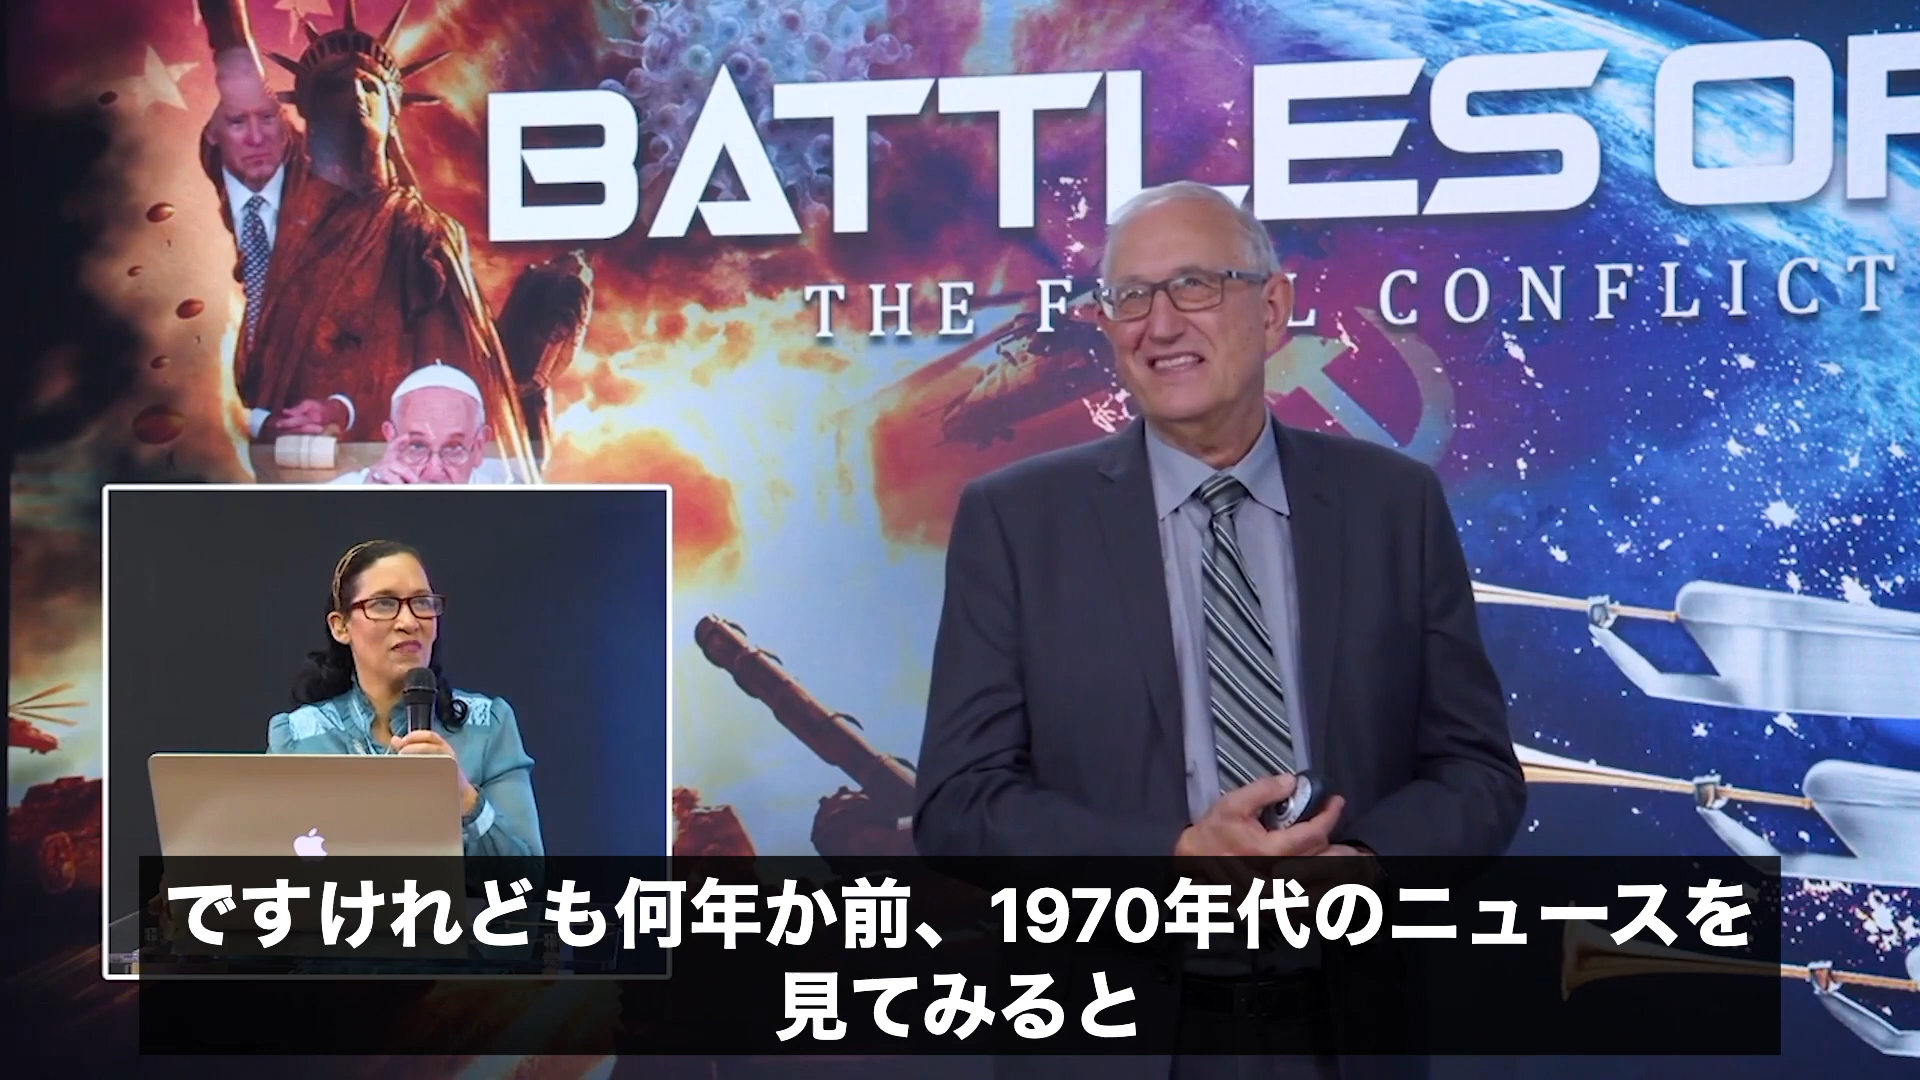 BATTLES OF
THE F L CONFLICT
ですけれども何年か前、1970年代のニュースを
見てみると